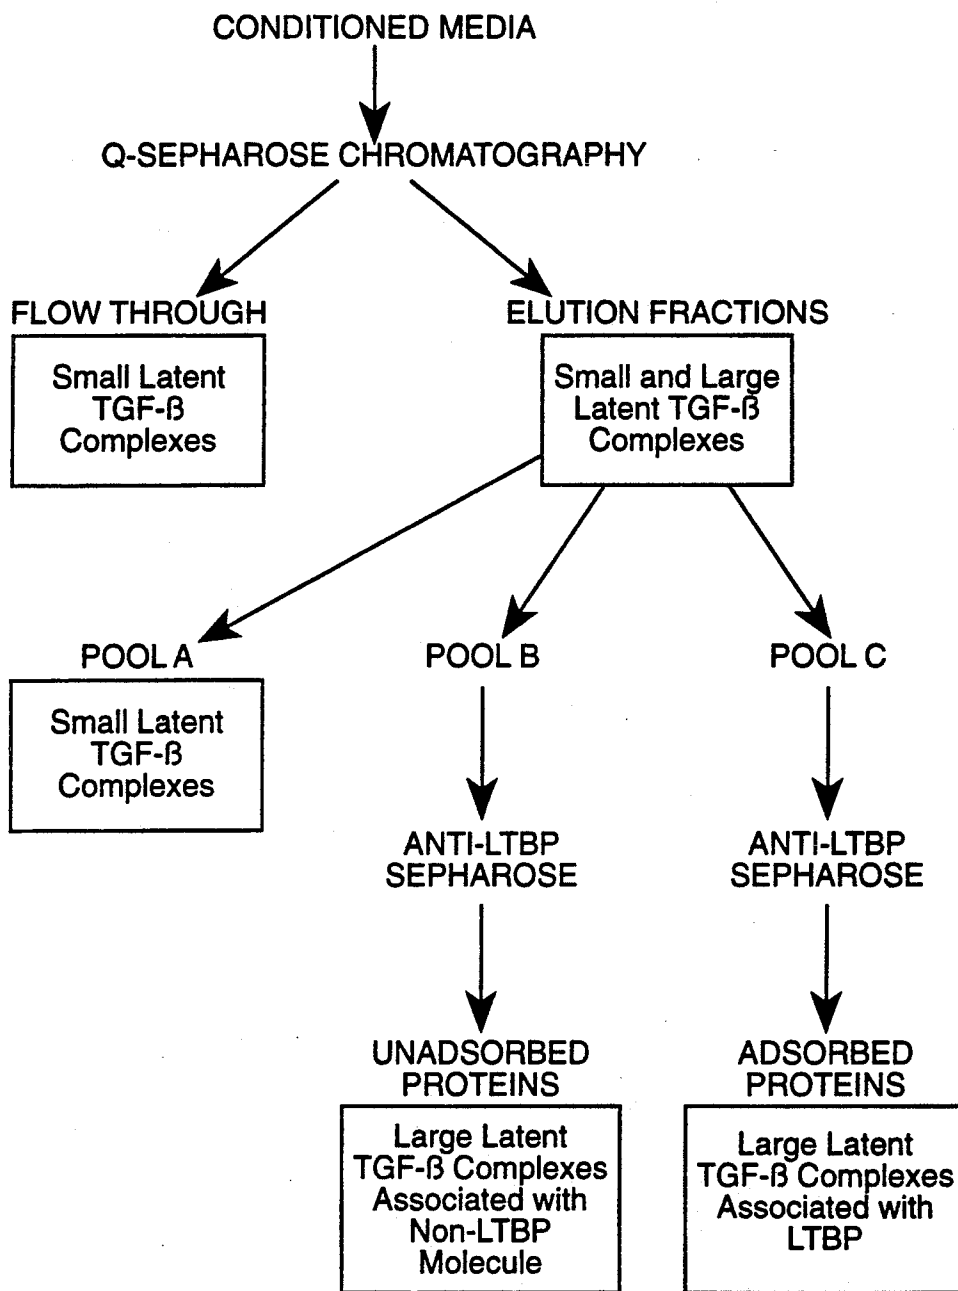 CONDITIONED MEDIA
Q-SEPHAROSE CHROMATOGRAPHY
FLOW THROUGH
Small Latent
TGF-ß
Complexes
ELUTION FRACTIONS
Small and Large
Latent TGF-ß
Complexes
POOL A
Small Latent
TGF-ß
Complexes
POOL B
ANTI-LTBP
SEPHAROSE
UNADSORBED
PROTEINS
Large Latent
TGF-ß Complexes
Associated with
Non-LTBP
Molecule
POOL C
ANTI-LTBP
SEPHAROSE
ADSORBED
PROTEINS
Large Latent
TGF-ß Complexes
Associated with
LTBP